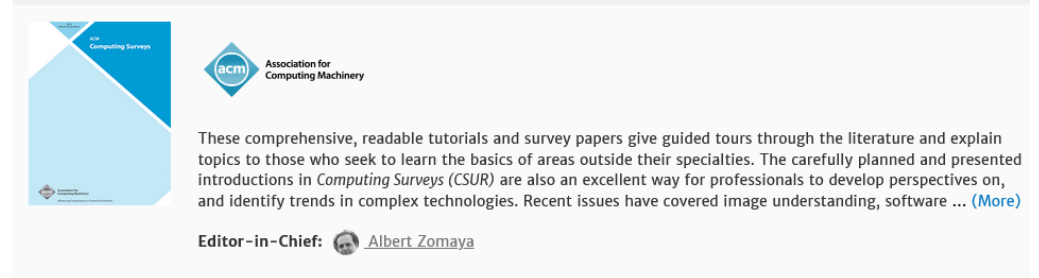 ACM
Computing Surveys
acm
Association for
Computing Machinery
These comprehensive, readable tutorials and survey papers give guided tours through the literature and explain
topics to those who seek to learn the basics of areas outside their specialties. The carefully planned and presented
introductions in Computing Surveys (CSUR) are also an excellent way for professionals to develop perspectives on,
and identify trends in complex technologies. Recent issues have covered image understanding, software ... (More)
Association for
Computing Machinery
Editor-in-Chief: Albert Zomaya